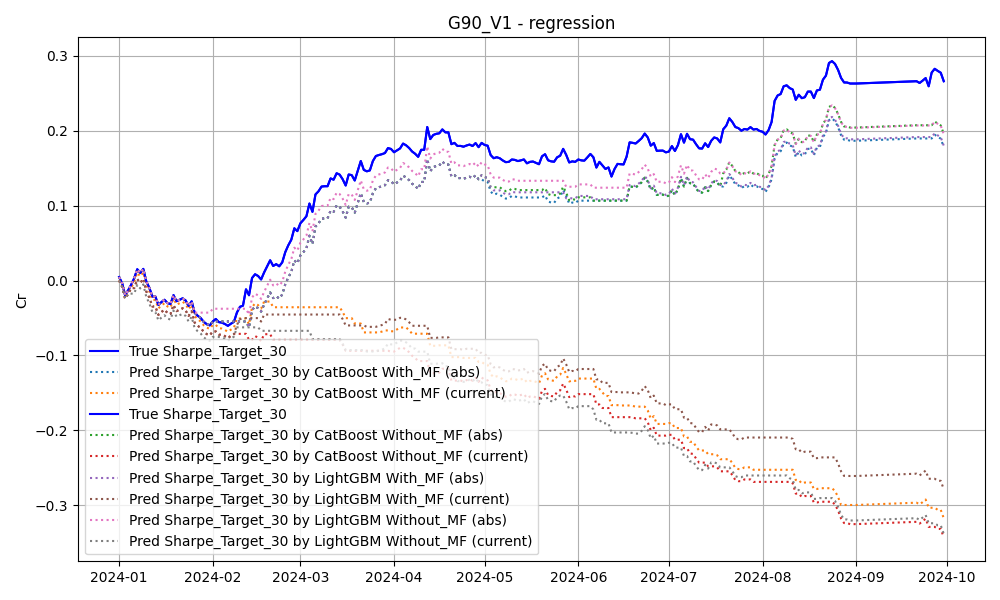 G90_V1 - regression
0.3
0.2
0.1
0.0
−0.1
−0.2
−0.3
Cr
True Sharpe_Target_30
Pred Sharpe_Target_30 by CatBoost With_MF (abs)
Pred Sharpe_Target_30 by CatBoost With_MF (current)
True Sharpe_Target_30
Pred Sharpe_Target_30 by CatBoost Without_MF (abs)
Pred Sharpe_Target_30 by CatBoost Without_MF (current)
Pred Sharpe_Target_30 by LightGBM With_MF (abs)
Pred Sharpe_Target_30 by LightGBM With_MF (current)
Pred Sharpe_Target_30 by LightGBM Without_MF (abs)
Pred Sharpe_Target_30 by LightGBM Without_MF (current)
2024-01 2024-02 2024-03 2024-04 2024-05 2024-06 2024-07 2024-08 2024-09 2024-10